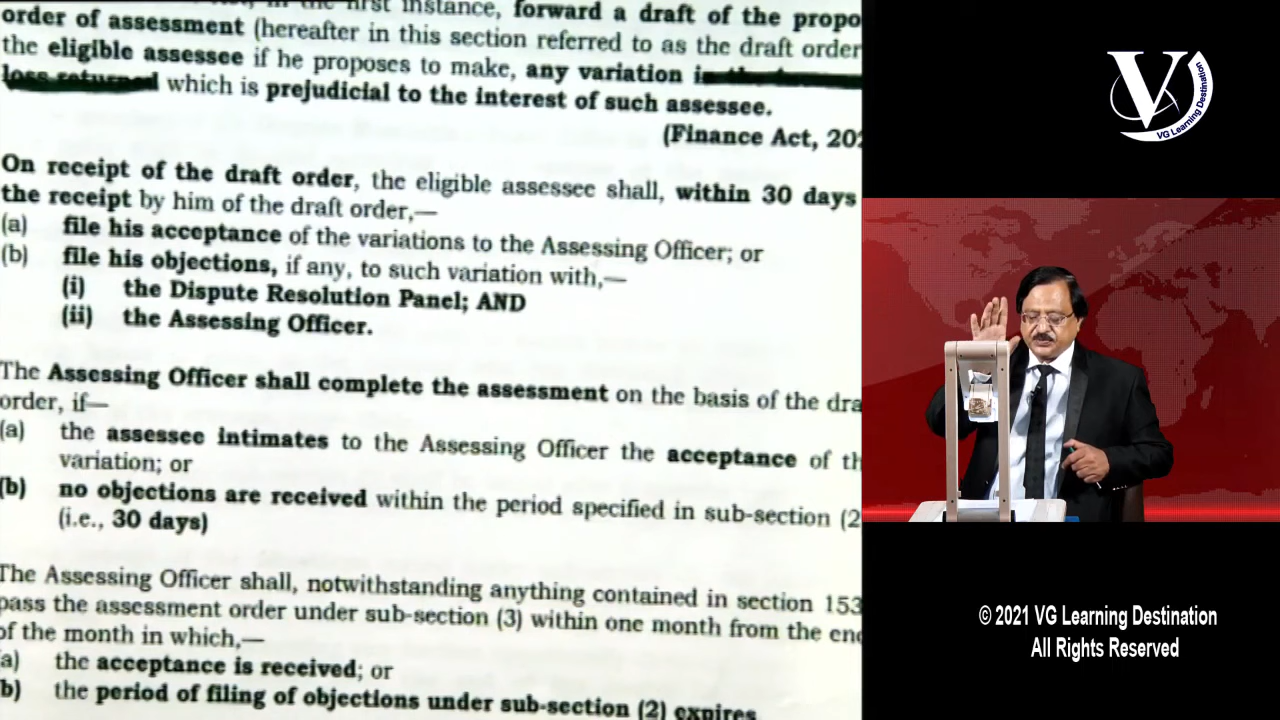 the first instance, forward a draft of the propo
order of assessment (hereafter in this section referred to as the draft order
the eligible assessee if he proposes to make, any variation
which is prejudicial to the interest of such assessee.
(Finance Act, 202
On receipt of the draft order, the eligible assessee shall, within 30 days
the receipt by him of the draft order,—
(a) file his acceptance of the variations to the Assessing Officer; or
(b) file his objections, if any, to such variation with,—
(i) the Dispute Resolution Panel; AND
(ii) the Assessing Officer.
The Assessing Officer shall complete the assessment on the basis of the dra
order, if—
(a) the assessee intimates to the Assessing Officer the acceptance of th
variation; or
(b) no objections are received within the period specified in sub-section (2
(i.e., 30 days)
The Assessing Officer shall, notwithstanding anything contained in section 153
pass the assessment order under sub-section (3) within one month from the end
of the month in which,—
a) the acceptance is received; or
b) the period of filing of objections under sub-section (2) expires
V
VG Learning Destination
© 2021 VG Learning Destination
All Rights Reserved